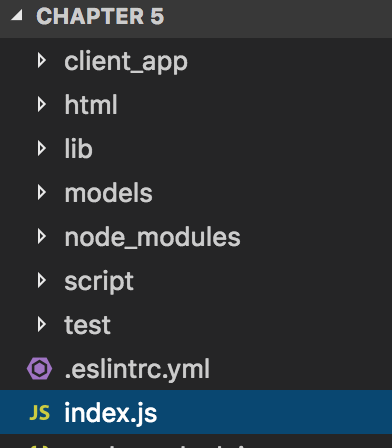 CHAPTER 5
client_app
html
lib
models
node_modules
script
test
.eslintrc.yml
JS index.js